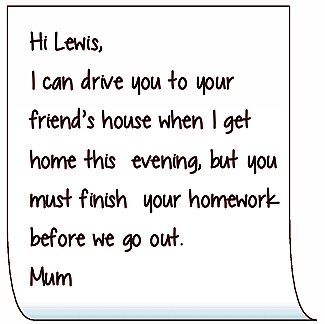 Hi Lewis,
I can drive you to your
friend's house when I get
home this evening, but you
must finish your homework
before we go out.
Mum